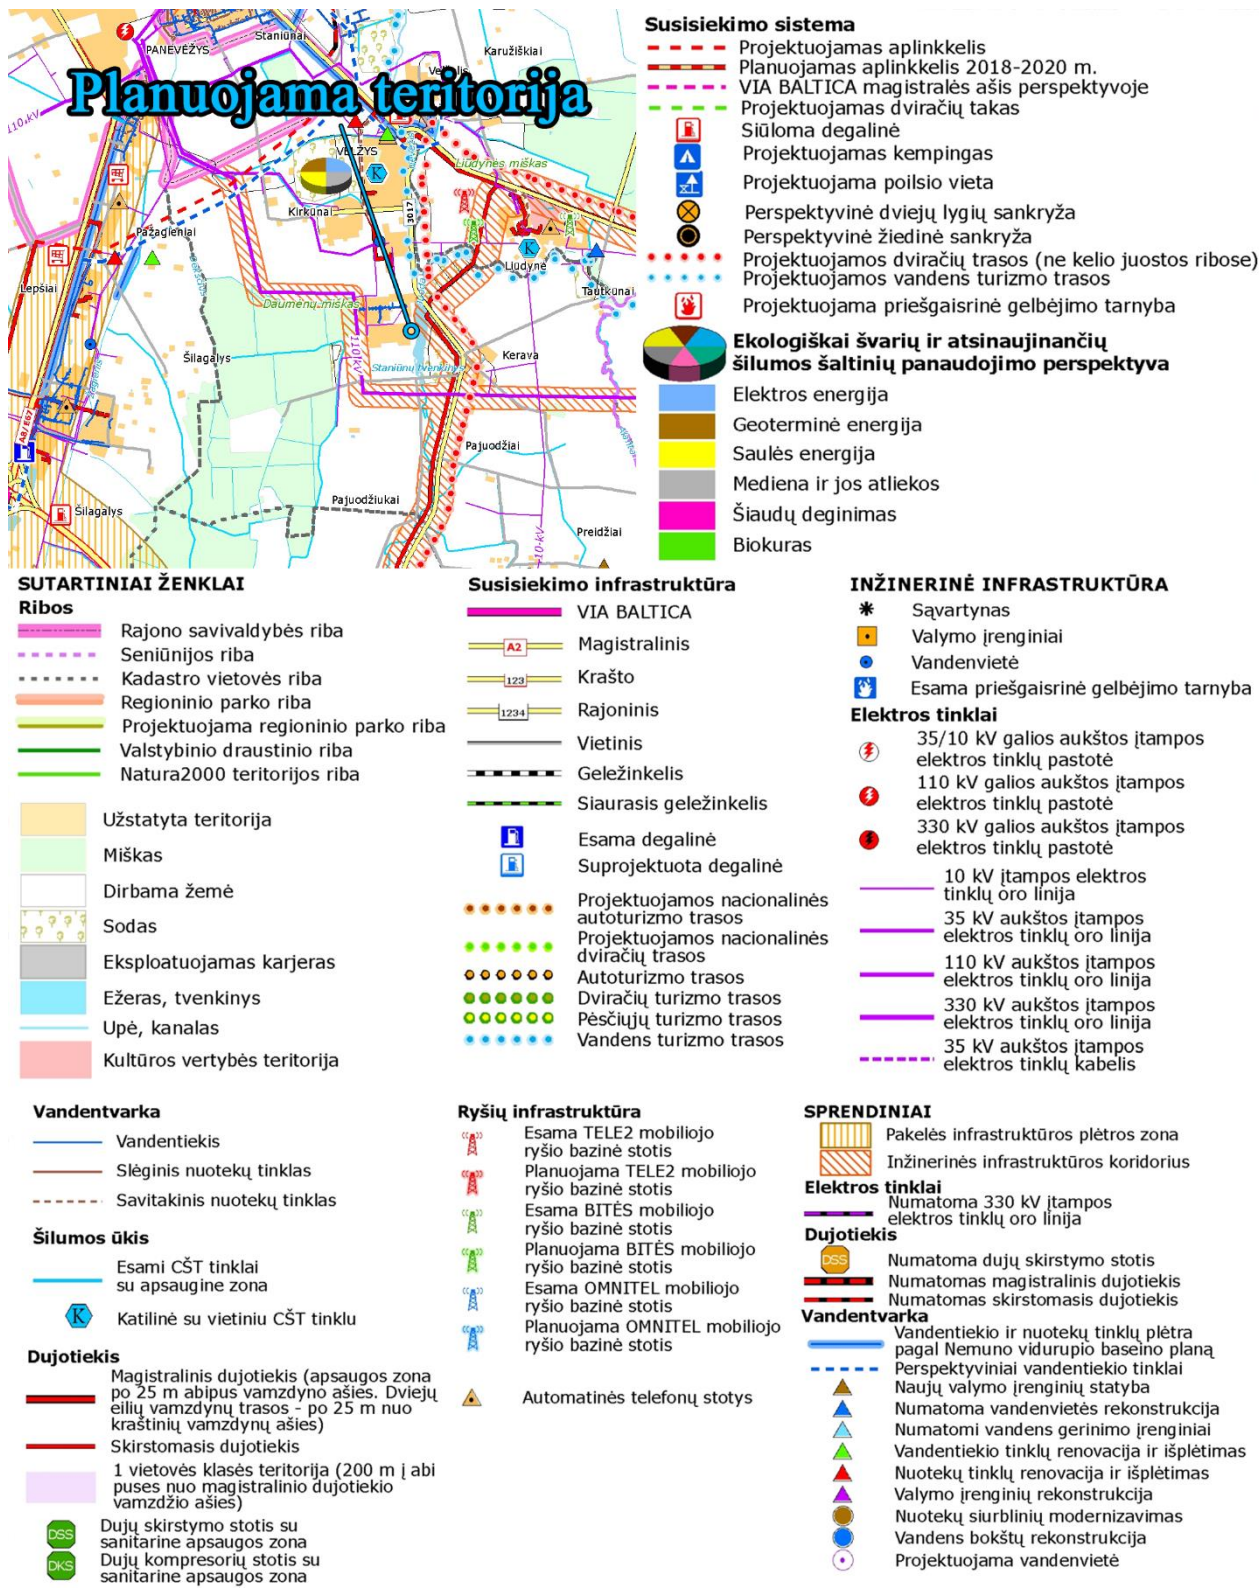 Planuojama teritorija
PANEVĖŽYS
Staniūnai
Karužiškiai
110 kV
VELŽYS
Liūdynės miškas
Kirkūnai
3017
K
Pažagieniai
Liūdynė
K
Lepšiai
Tautkūnai
Daumėnų miškas
Šilagalys
110 kV
Staniūnų tvenkinys
Kerava
A8/E67
Pajuodžiai
Pajuodžiukai
Šilagalys
10 kV
Preidžiai
Susisiekimo sistema
Projektuojamas aplinkkelis
Planuojamas aplinkkelis 2018-2020 m.
VIA BALTICA magistralės ašis perspektyvoje
Projektuojamas dviračių takas
Siūloma degalinė
Projektuojamas kempingas
Projektuojama poilsio vieta
Perspektyvinė dviejų lygių sankryža
Perspektyvinė žiedinė sankryža
Projektuojamos dviračių trasos (ne kelio juostos ribose)
Projektuojamos vandens turizmo trasos
Projektuojama priešgaisrinė gelbėjimo tarnyba
Ekologiškai švarių ir atsinaujinančių
šilumos šaltinių panaudojimo perspektyva
Elektros energija
Geoterminė energija
Saulės energija
Mediena ir jos atliekos
Šiaudų deginimas
Biokuras
SUTARTINIAI ŽENKLAI
Ribos
Rajono savivaldybės riba
Seniūnijos riba
Kadastro vietovės riba
Regioninio parko riba
Projektuojama regioninio parko riba
Valstybinio draustinio riba
Natura2000 teritorijos riba
Užstatyta teritorija
Miškas
Dirbama žemė
Sodas
Eksploatuojamas karjeras
Ežeras, tvenkinys
Upė, kanalas
Kultūros vertybės teritorija
Susisiekimo infrastruktūra
VIA BALTICA
A2 Magistralinis
123 Krašto
1234 Rajoninis
Vietinis
Geležinkelis
Siaurasis geležinkelis
Esama degalinė
Suprojektuota degalinė
Projektuojamos nacionalinės
autoturizmo trasos
Projektuojamos nacionalinės
dviračių trasos
Autoturizmo trasos
Dviračių turizmo trasos
Pėsčiųjų turizmo trasos
Vandens turizmo trasos
INŽINERINĖ INFRASTRUKTŪRA
Sąvartynas
Valymo įrenginiai
Vandenvietė
Esama priešgaisrinė gelbėjimo tarnyba
Elektros tinklai
35/10 kV galios aukštos įtampos
elektros tinklų pastotė
110 kV galios aukštos įtampos
elektros tinklų pastotė
330 kV galios aukštos įtampos
elektros tinklų pastotė
10 kV įtampos elektros
tinklų oro linija
35 kV aukštos įtampos
elektros tinklų oro linija
110 kV aukštos įtampos
elektros tinklų oro linija
330 kV aukštos įtampos
elektros tinklų oro linija
35 kV aukštos įtampos
elektros tinklų kabelis
Vandentvarka
Vandentiekis
Slėginis nuotekų tinklas
Savitakinis nuotekų tinklas
Šilumos ūkis
Esami CŠT tinklai
su apsaugine zona
K Katilinė su vietiniu CŠT tinklu
Dujotiekis
Magistralinis dujotiekis (apsaugos zona
po 25 m abipus vamzdyno ašies. Dviejų
eilių vamzdynų trasos - po 25 m nuo
kraštinių vamzdynų ašies)
Skirstomasis dujotiekis
1 vietovės klasės teritorija (200 m į abi
puses nuo magistralinio dujotiekio
vamzdžio ašies)
DSS Dujų skirstymo stotis su
sanitarine apsaugos zona
DKS Dujų kompresorių stotis su
sanitarine apsaugos zona
Ryšių infrastruktūra
Esama TELE2 mobiliojo
ryšio bazinė stotis
Planuojama TELE2 mobiliojo
ryšio bazinė stotis
Esama BITĖS mobiliojo
ryšio bazinė stotis
Planuojama BITĖS mobiliojo
ryšio bazinė stotis
Esama OMNITEL mobiliojo
ryšio bazinė stotis
Planuojama OMNITEL mobiliojo
ryšio bazinė stotis
Automatinės telefonų stotys
SPRENDINIAI
Pakelės infrastruktūros plėtros zona
Inžinerinės infrastruktūros koridorius
Elektros tinklai
Numatoma 330 kV įtampos
elektros tinklų oro linija
Dujotiekis
DSS Numatoma dujų skirstymo stotis
Numatomas magistralinis dujotiekis
Numatomas skirstomasis dujotiekis
Vandentvarka
Vandentiekio ir nuotekų tinklų plėtra
pagal Nemuno vidurupio baseino planą
Perspektyviniai vandentiekio tinklai
Naujų valymo įrenginių statyba
Numatoma vandenvietės rekonstrukcija
Numatomi vandens gerinimo įrenginiai
Vandentiekio tinklų renovacija ir išplėtimas
Nuotekų tinklų renovacija ir išplėtimas
Valymo įrenginių rekonstrukcija
Nuotekų siurblinių modernizavimas
Vandens bokštų rekonstrukcija
Projektuojama vandenvietė